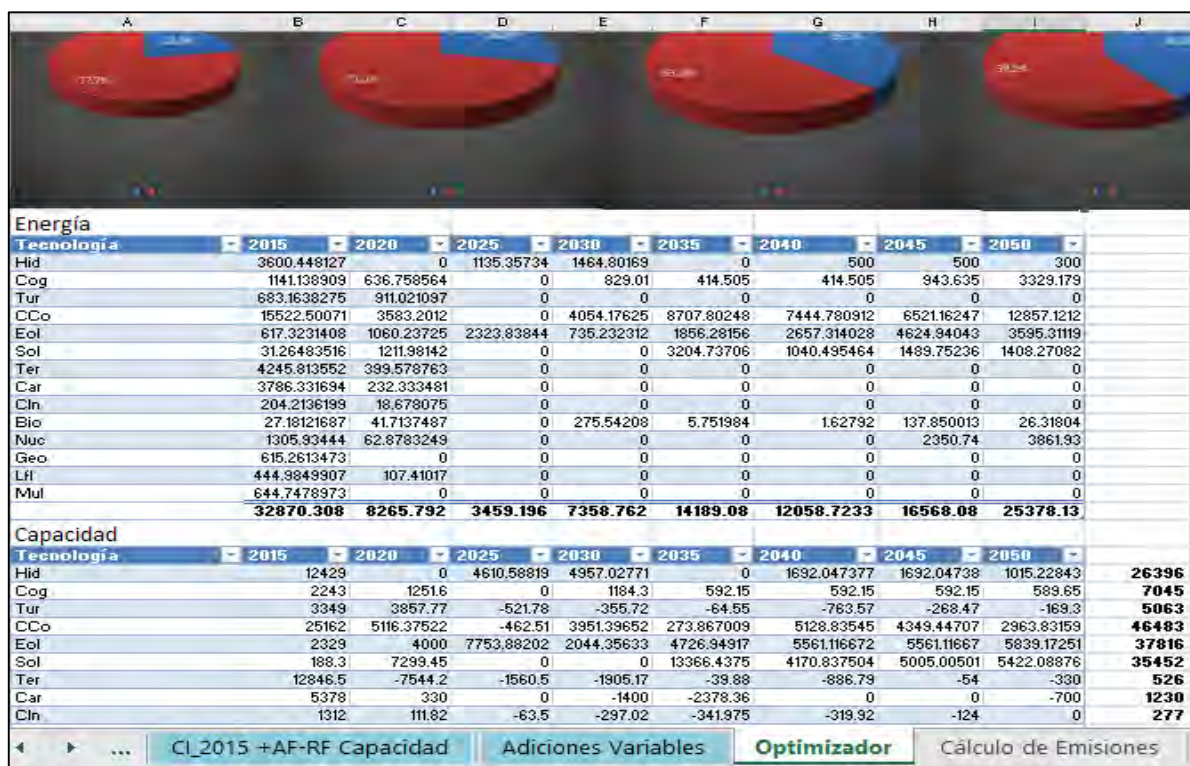 A B C D E F G H I J
77.7%
Energía
Tecnología 2015 2020 2025 2030 2035 2040 2045 2050
Hid 3600.448127 0 1135.35734 1464.80169 0 500 500 300
Cog 1141.138909 636.758564 0 829.01 414.505 414.505 943.635 3329.179
Tur 683.1638275 911.021097 0 0 0 0 0 0
CCo 15522.50071 3583.2012 0 4054.17625 8707.80248 7444.780912 6521.16247 12857.1212
Eol 617.3231408 1060.23725 2323.83844 735.232312 1856.28156 2657.314028 4624.94043 3595.31119
Sol 31.26483516 1211.98142 0 0 3204.73706 1040.495464 1489.75236 1408.27082
Ter 4245.813552 399.578763 0 0 0 0 0 0
Car 3786.331694 232.333481 0 0 0 0 0 0
Cln 204.2136199 18.678075 0 0 0 0 0 0
Bio 27.18121687 41.7137487 0 275.54208 5.751984 1.62792 137.850013 26.31804
Nuc 1305.93444 62.8783249 0 0 0 0 2350.74 3861.93
Geo 615.2613473 0 0 0 0 0 0 0
LfI 444.9849907 107.41017 0 0 0 0 0 0
Mul 644.7478973 0 0 0 0 0 0 0
32870.308 8265.792 3459.196 7358.762 14189.08 12058.7233 16568.08 25378.13
Capacidad
Tecnología 2015 2020 2025 2030 2035 2040 2045 2050
Hid 12429 0 4610.58819 4957.02771 0 1692.047377 1692.04738 1015.22843 26396
Cog 2243 1251.6 0 1184.3 592.15 592.15 592.15 589.65 7045
Tur 3349 3857.77 -521.78 -355.72 -64.55 -763.57 -268.47 -169.3 5063
CCo 25162 5116.37522 -462.51 3951.39652 273.867009 5128.83545 4349.44707 2963.83159 46483
Eol 2329 4000 7753.88202 2044.35633 4726.94917 5561.116672 5561.11667 5839.17251 37816
Sol 188.3 7299.45 0 0 13366.4375 4170.837504 5005.00501 5422.08876 35452
Ter 12846.5 -7544.2 -1560.5 -1905.17 -39.88 -886.79 -54 -330 526
Car 5378 330 0 -1400 -2378.36 0 0 -700 1230
Cln 1312 111.82 -63.5 -297.02 -341.975 -319.92 -124 0 277
... CI_2015 +AF-RF Capacidad Adiciones Variables Optimizador Cálculo de Emisiones